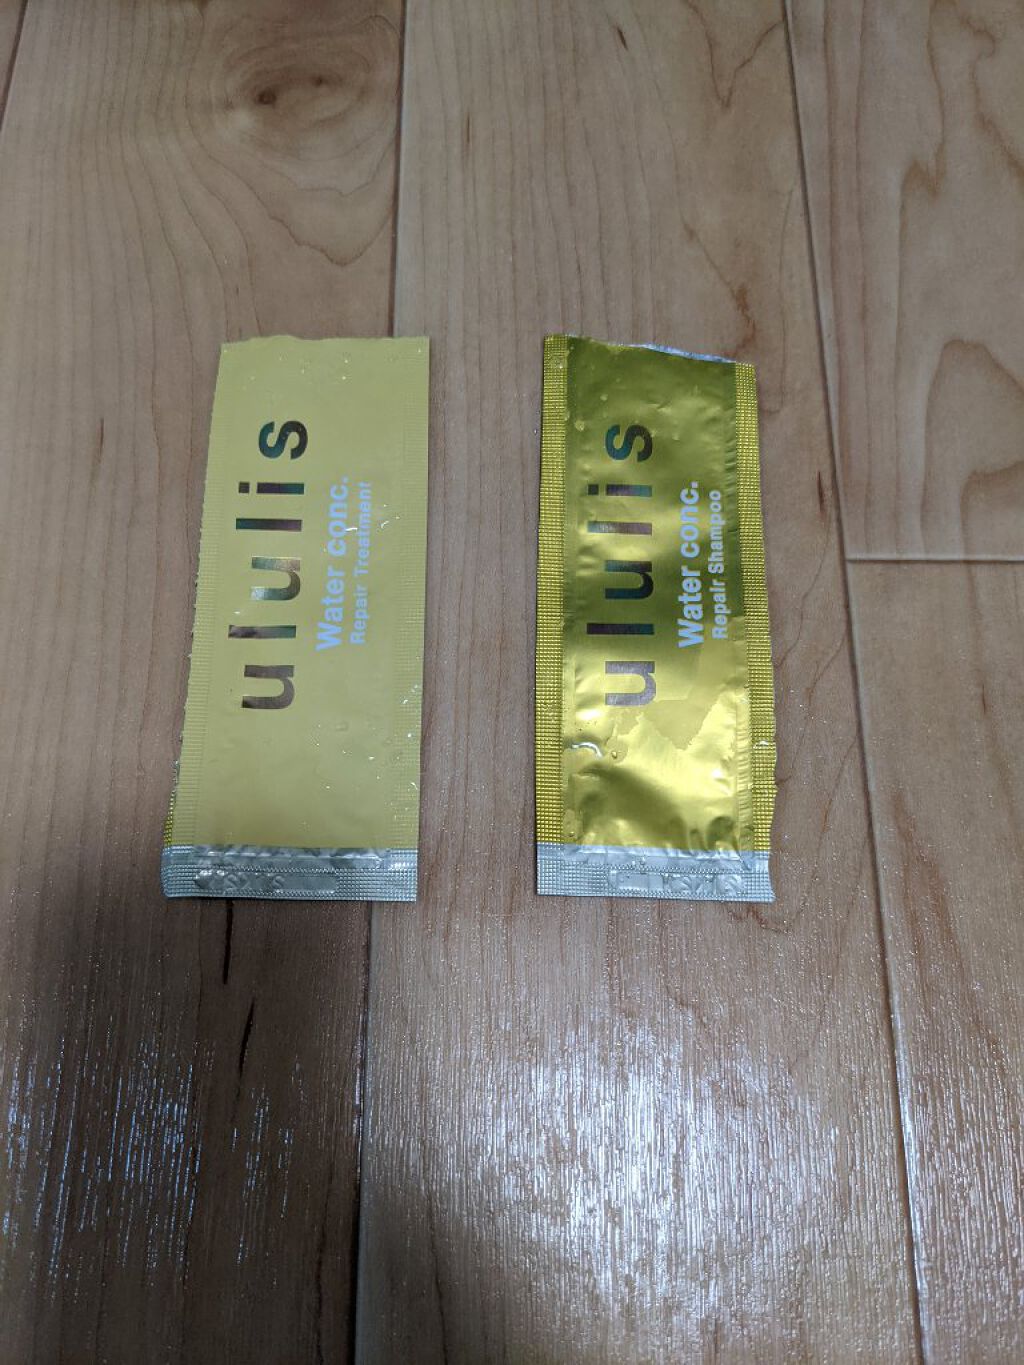 ululis
Water conc.
Repair Treatment
ululis
Water conc.
Repair Shampoo